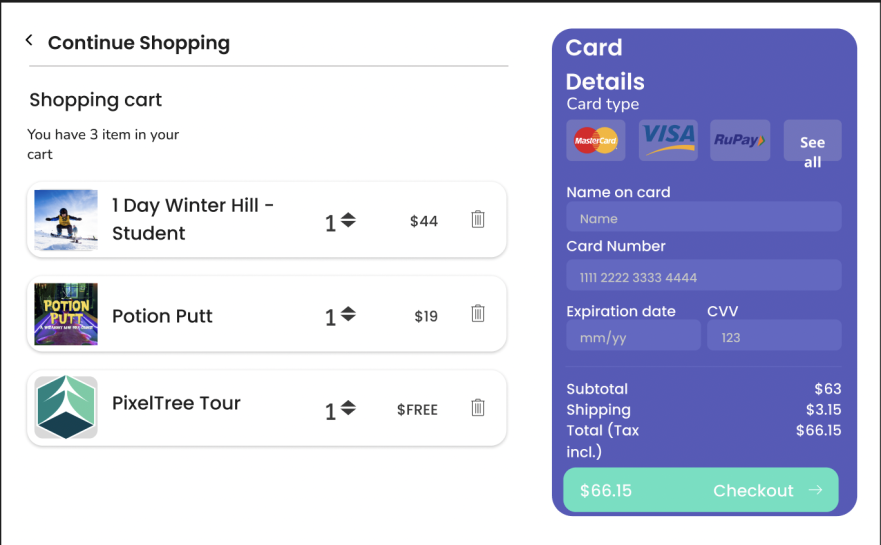 Continue Shopping
Shopping cart
You have 3 item in your
cart
1 Day Winter Hill -
Student
1
$44
POTION
PUTT
Potion Putt
1
$19
PixelTree Tour
1
$FREE
Card
Details
Card type
MasterCard
VISA
RuPay
See
all
Name on card
Name
Card Number
1111 2222 3333 4444
Expiration date
CVV
mm/yy
123
Subtotal
$63
Shipping
$3.15
Total (Tax
incl.)
$66.15
$66.15
Checkout